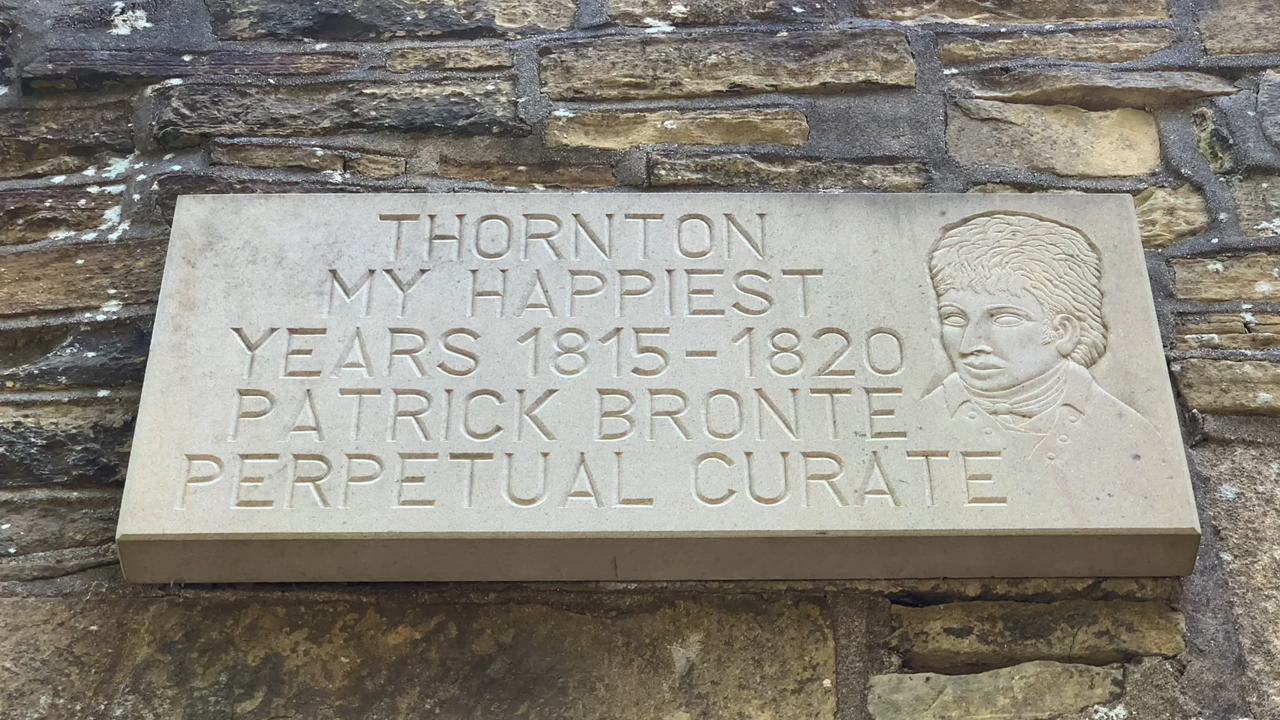 THORNTON
MY HAPPIEST
YEARS 1815-1820
PATRICK BRONTE
PERPETUAL CURATE